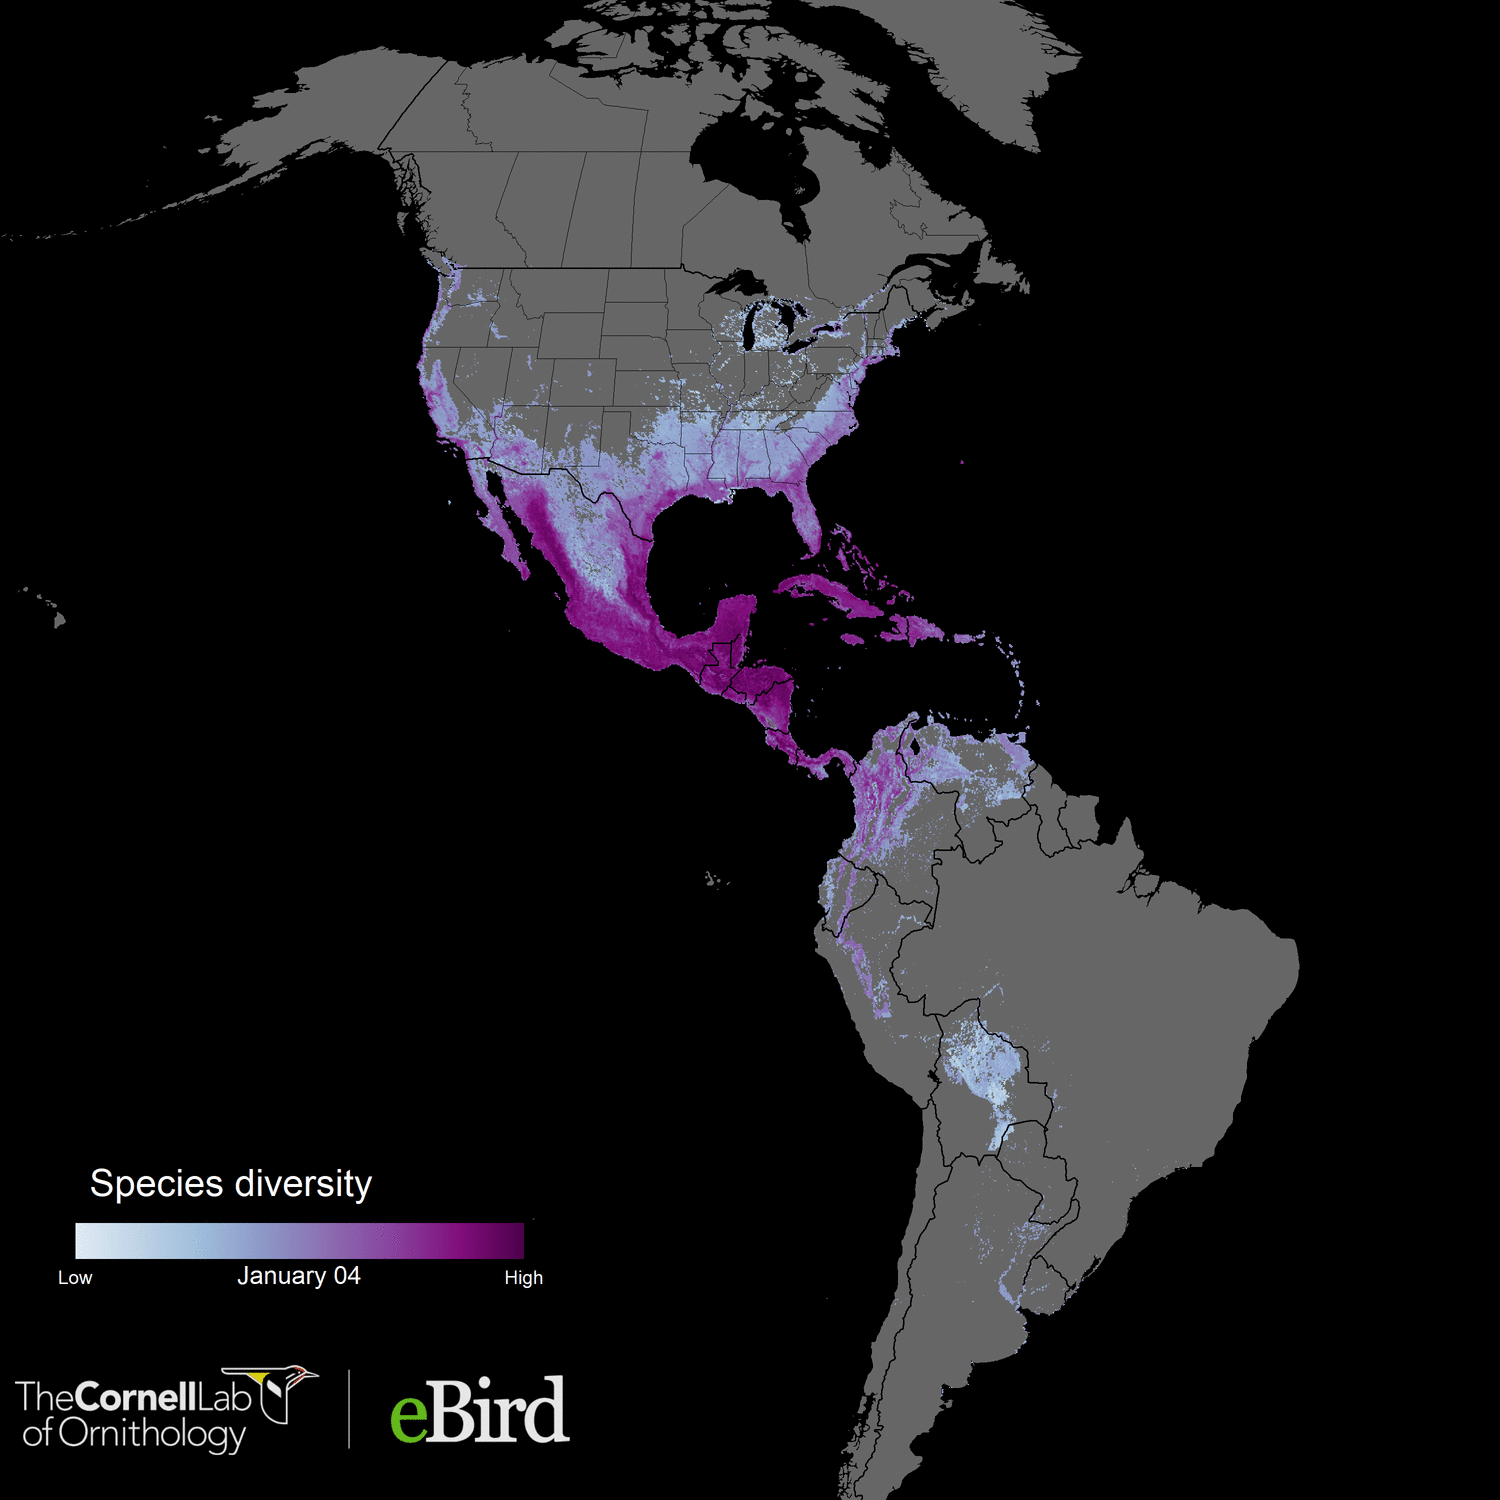 Species diversity
Low
January 04
High
TheCornellLab
of Ornithology
eBird